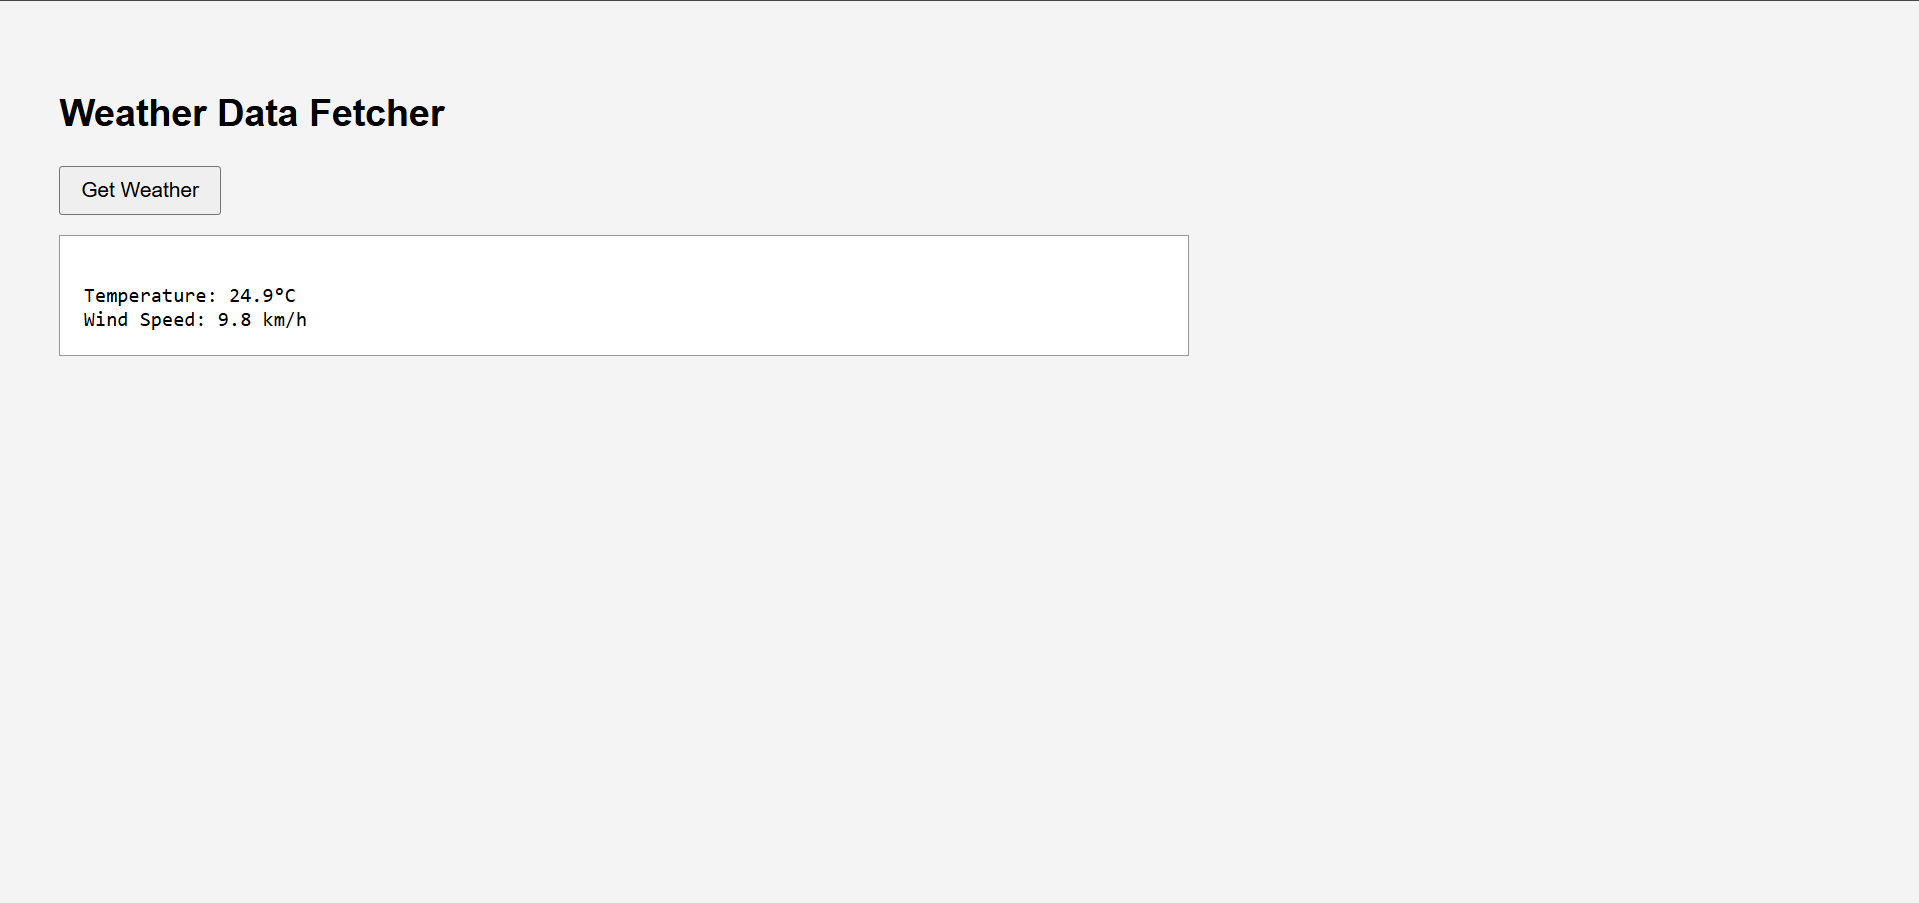 Weather Data Fetcher
Get Weather
Temperature: 24.9°C
Wind Speed: 9.8 km/h